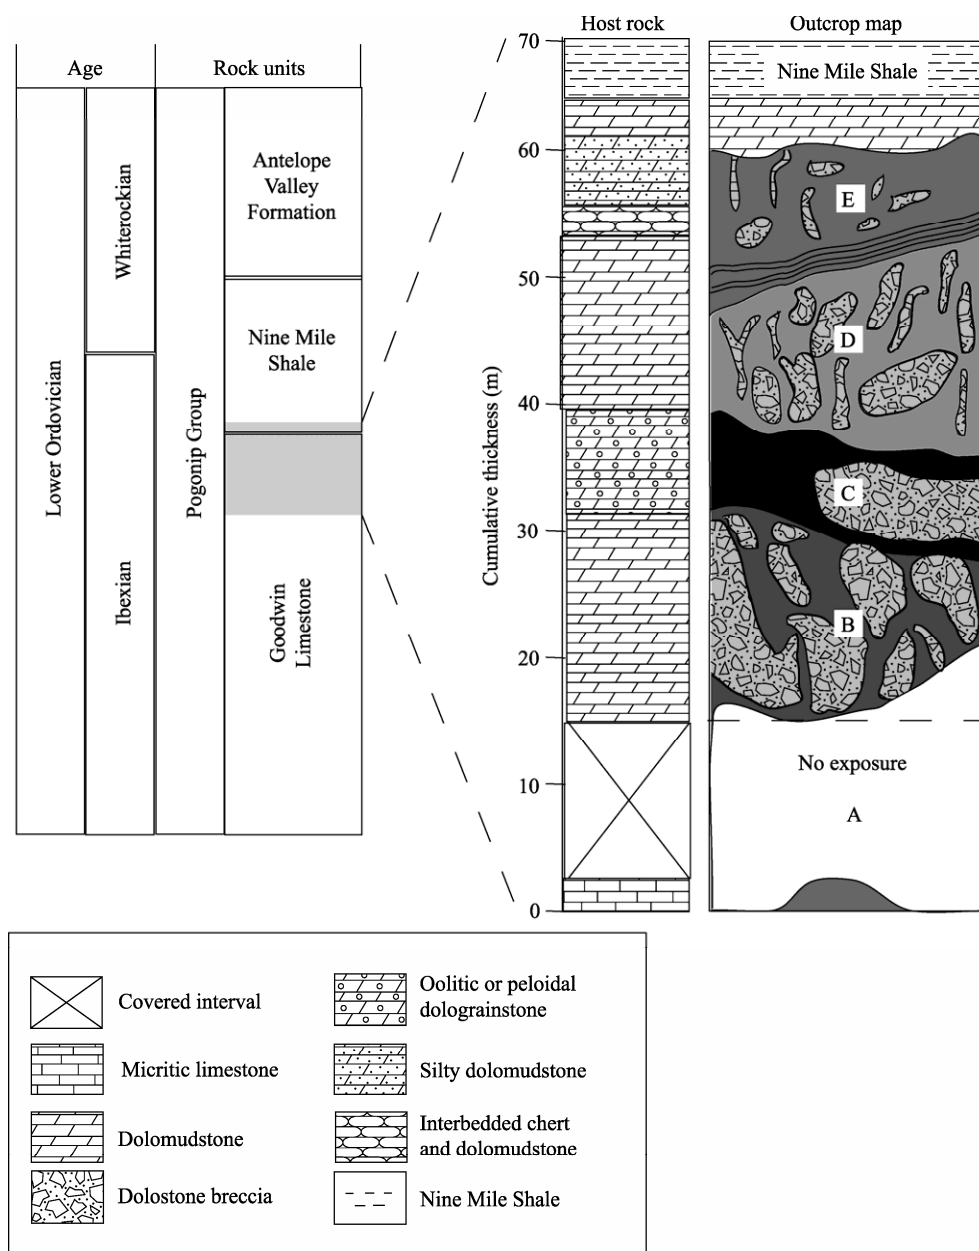 Age
Rock units
Lower Ordovician
Whiterockian
Ibexian
Pogonip Group
Antelope
Valley
Formation
Nine Mile
Shale
Goodwin
Limestone
Host rock
Outcrop map
Cumulative thickness (m)
70
60
50
40
30
20
10
0
Nine Mile Shale
E
D
C
B
No exposure
A
Covered interval
Micritic limestone
Dolomudstone
Dolostone breccia
Oolitic or peloidal
dolograinstone
Silty dolomudstone
Interbedded chert
and dolomudstone
Nine Mile Shale